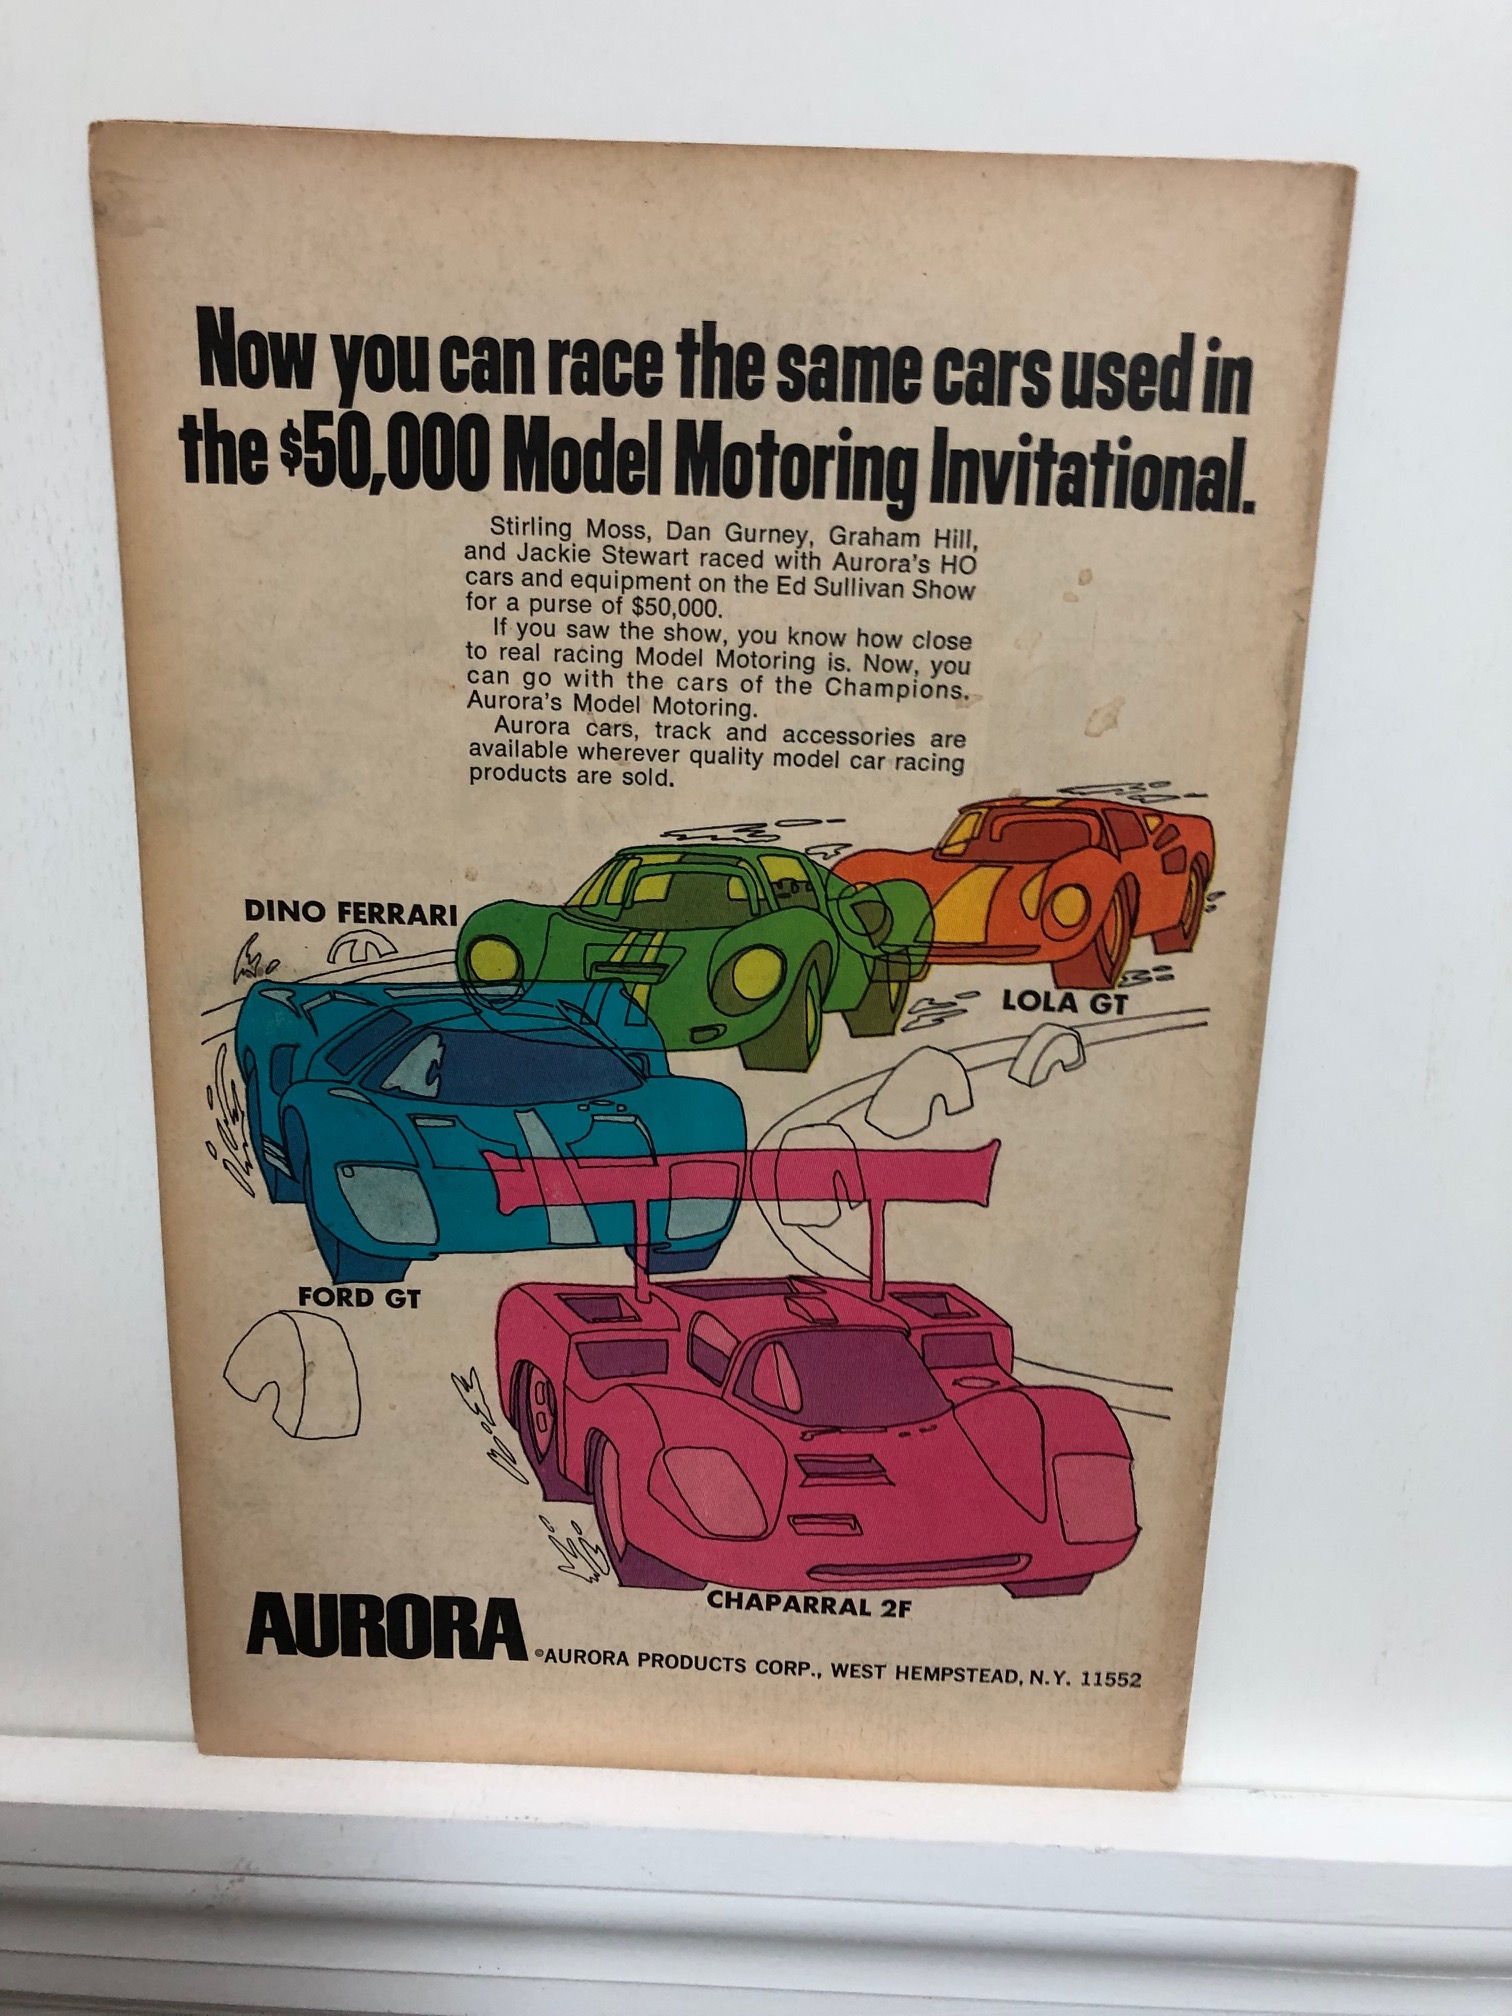 Now you can race the same cars used in
the $50,000 Model Motoring Invitational.
Stirling Moss, Dan Gurney, Graham Hill,
and Jackie Stewart raced with Aurora's HO
cars and equipment on the Ed Sullivan Show
for a purse of $50,000.
If you saw the show, you know how close
to real racing Model Motoring is. Now, you
can go with the cars of the Champions.
Aurora's Model Motoring.
Aurora cars, track and accessories are
available wherever quality model car racing
products are sold.
DINO FERRARI
LOLA GT
FORD GT
CHAPARRAL 2F
AURORA
©AURORA PRODUCTS CORP., WEST HEMPSTEAD, N.Y. 11552